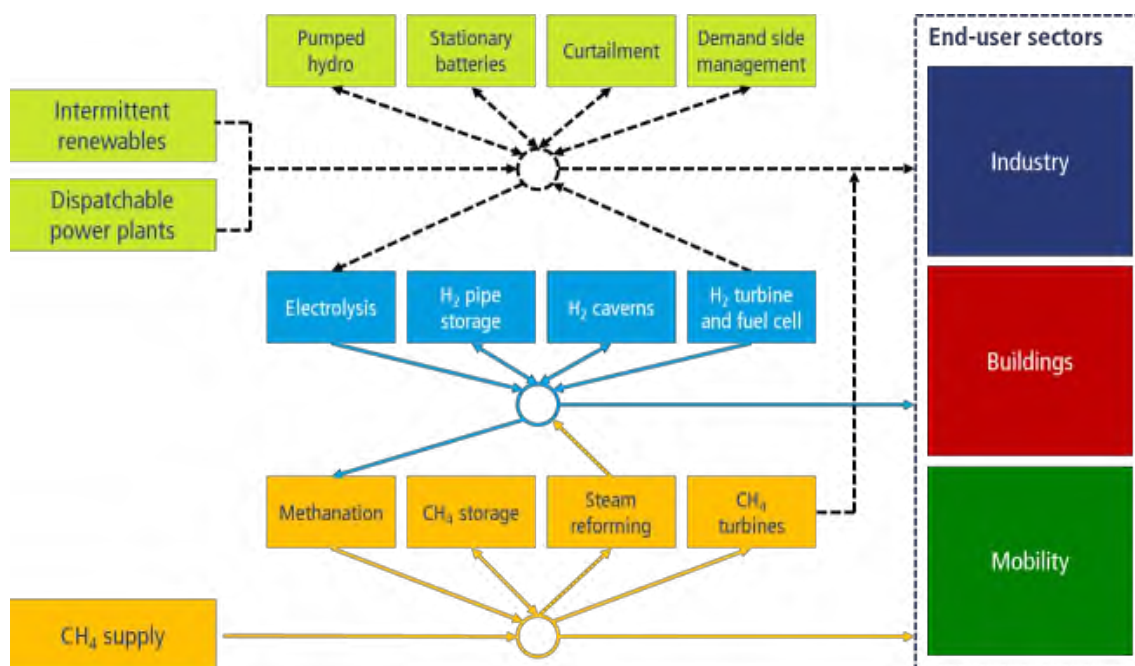 Pumped
hydro
Stationary
batteries
Curtailment
Demand side
management
End-user sectors
Intermittent
renewables
Industry
Dispatchable
power plants
Electrolysis
H₂ pipe
storage
H₂ caverns
H₂ turbine
and fuel cell
Buildings
Methanation
CH₄ storage
Steam
reforming
CH₄
turbines
Mobility
CH₄ supply